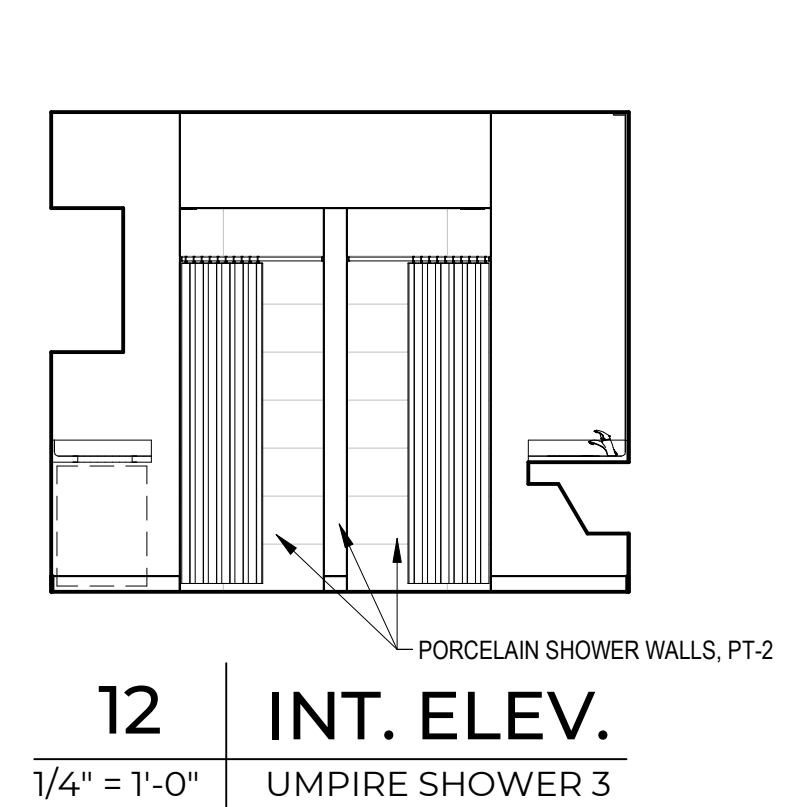 PORCELAIN SHOWER WALLS, PT-2
12
INT. ELEV.
1/4" = 1'-0"
UMPIRE SHOWER 3